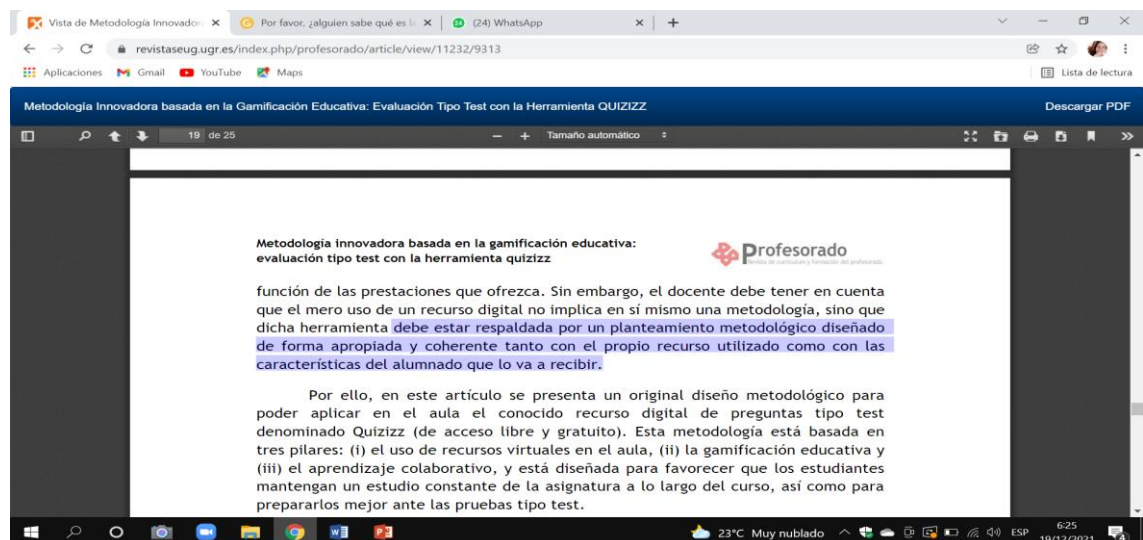 Vista de Metodología Innovadora
Por favor, ¿alguien sabe qué es l
(24) WhatsApp
revistaseug.ugr.es/index.php/profesorado/article/view/11232/9313
Aplicaciones
Gmail
YouTube
Maps
Lista de lectura
Metodología Innovadora basada en la Gamificación Educativa: Evaluación Tipo Test con la Herramienta QUIZIZZ
Descargar PDF
19 de 25
Tamaño automático
Metodología innovadora basada en la gamificación educativa:
evaluación tipo test con la herramienta quizizz
Profesorado
Revista de currículum y formación del profesorado
función de las prestaciones que ofrezca. Sin embargo, el docente debe tener en cuenta
que el mero uso de un recurso digital no implica en sí mismo una metodología, sino que
dicha herramienta debe estar respaldada por un planteamiento metodológico diseñado
de forma apropiada y coherente tanto con el propio recurso utilizado como con las
características del alumnado que lo va a recibir.
Por ello, en este artículo se presenta un original diseño metodológico para
poder aplicar en el aula el conocido recurso digital de preguntas tipo test
denominado Quizizz (de acceso libre y gratuito). Esta metodología está basada en
tres pilares: (i) el uso de recursos virtuales en el aula, (ii) la gamificación educativa y
(iii) el aprendizaje colaborativo, y está diseñada para favorecer que los estudiantes
mantengan un estudio constante de la asignatura a lo largo del curso, así como para
prepararlos mejor ante las pruebas tipo test.
23°C Muy nublado
ESP
6:25
19/12/2021